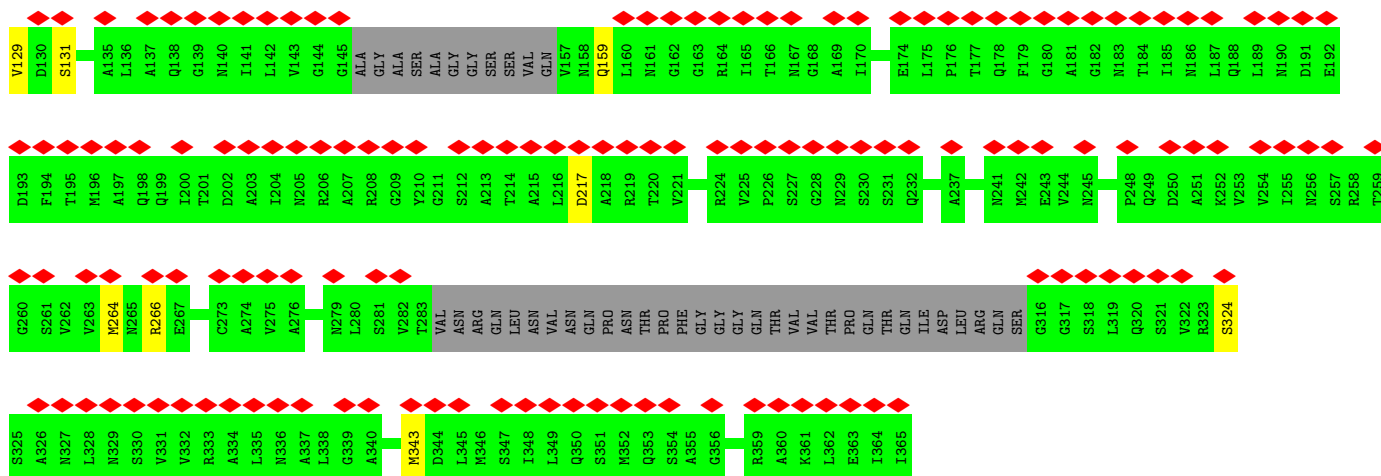 V129 D130 S131 A135 L136 A137 Q138 G139 N140 I141 L142 V143 G144 G145 ALA GLY ALA SER ALA GLY GLY SER SER VAL GLN V157 N158 Q159 L160 N161 G162 G163 R164 I165 T166 N167 G168 A169 I170 E174 L175 P176 T177 Q178 F179 G180 A181 G182 N183 T184 I185 N186 L187 Q188 L189 N190 D191 E192
D193 F194 T195 M196 A197 Q198 Q199 I200 T201 D202 A203 I204 N205 R206 A207 R208 G209 Y210 G211 S212 A213 T214 A215 L216 D217 A218 R219 T220 V221 R224 V225 P226 S227 G228 N229 S230 S231 Q232 A237 N241 M242 E243 V244 N245 P248 Q249 D250 A251 K252 V253 V254 I255 N256 S257 R258 T259
G260 S261 V262 V263 M264 N265 R266 E267 C273 A274 V275 A276 N279 L280 S281 V282 T283 VAL ASN ARG GLN LEU ASN VAL ASN GLN PRO ASN THR PRO PHE GLY GLY GLY GLN THR VAL VAL THR PRO GLN THR GLN ILE ASP LEU ARG GLN SER G316 G317 S318 L319 Q320 S321 V322 R323 S324
S325 A326 N327 L328 N329 S330 V331 V332 R333 A334 L335 N336 A337 L338 G339 A340 M343 D344 L345 M346 S347 I348 L349 Q350 S351 M352 Q353 S354 A355 G356 R359 A360 K361 L362 E363 I364 I365